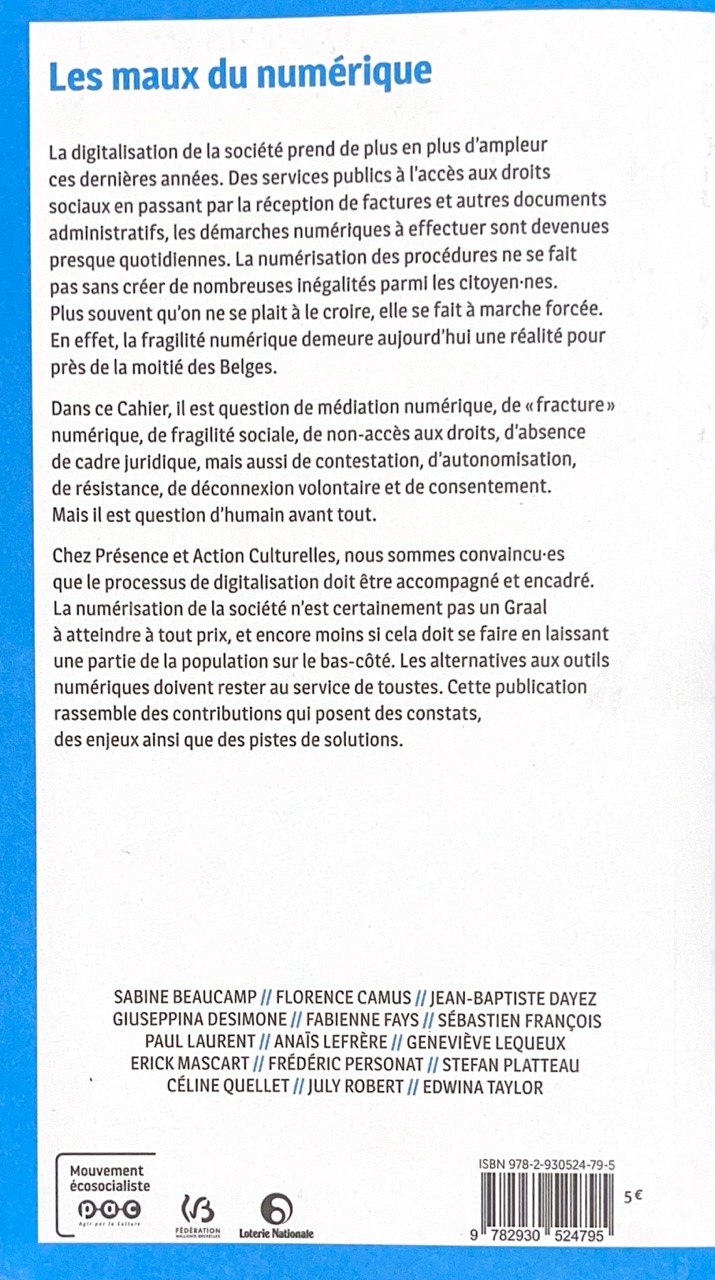 Les maux du numérique
La digitalisation de la société prend de plus en plus d'ampleur
ces dernières années. Des services publics à l'accès aux droits
sociaux en passant par la réception de factures et autres documents
administratifs, les démarches numériques à effectuer sont devenues
presque quotidiennes. La numérisation des procédures ne se fait
pas sans créer de nombreuses inégalités parmi les citoyen·nes.
Plus souvent qu'on ne se plait à le croire, elle se fait à marche forcée.
En effet, la fragilité numérique demeure aujourd'hui une réalité pour
près de la moitié des Belges.
Dans ce Cahier, il est question de médiation numérique, de «fracture»
numérique, de fragilité sociale, de non-accès aux droits, d'absence
de cadre juridique, mais aussi de contestation, d'autonomisation,
de résistance, de déconnexion volontaire et de consentement.
Mais il est question d'humain avant tout.
Chez Présence et Action Culturelles, nous sommes convaincu·es
que le processus de digitalisation doit être accompagné et encadré.
La numérisation de la société n'est certainement pas un Graal
à atteindre à tout prix, et encore moins si cela doit se faire en laissant
une partie de la population sur le bas-côté. Les alternatives aux outils
numériques doivent rester au service de toustes. Cette publication
rassemble des contributions qui posent des constats,
des enjeux ainsi que des pistes de solutions.
SABINE BEAUCAMP // FLORENCE CAMUS // JEAN-BAPTISTE DAYEZ
GIUSEPPINA DESIMONE // FABIENNE FAYS // SÉBASTIEN FRANÇOIS
PAUL LAURENT // ANAÏS LEFRÈRE // GENEVIÈVE LEQUEUX
ERICK MASCART // FRÉDÉRIC PERSONAT // STEFAN PLATTEAU
CÉLINE QUELLET // JULY ROBERT // EDWINA TAYLOR
Mouvement
écosocialiste
PAC
Agir par la Culture
FÉDÉRATION
WALLONIE-BRUXELLES
Loterie Nationale
ISBN 978-2-930524-79-5
5 €
9 782930 524795